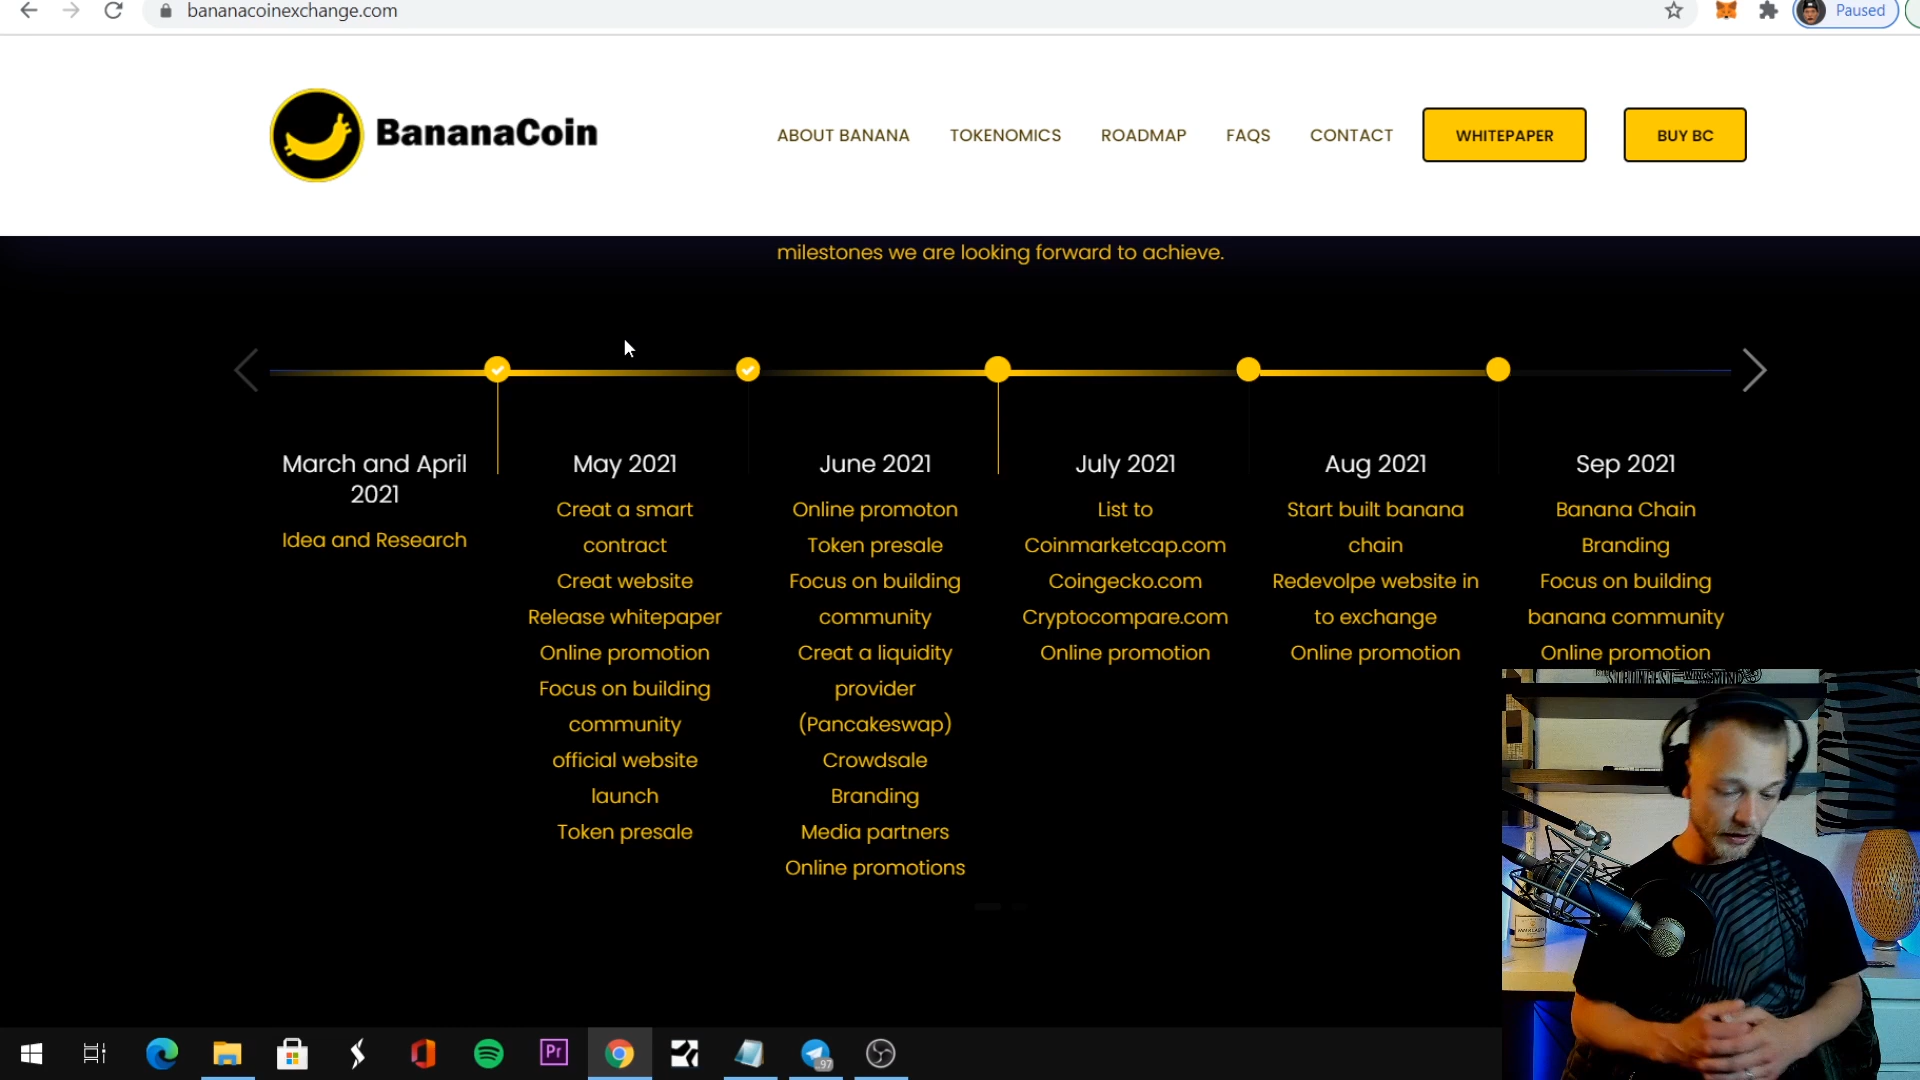 bananacoinexchange.com
Paused
BananaCoin
ABOUT BANANA
TOKENOMICS
ROADMAP
FAQS
CONTACT
WHITEPAPER
BUY BC
milestones we are looking forward to achieve.
March and April
2021
Idea and Research
May 2021
Creat a smart
contract
Creat website
Release whitepaper
Online promotion
Focus on building
community
official website
launch
Token presale
June 2021
Online promoton
Token presale
Focus on building
community
Creat a liquidity
provider
(Pancakeswap)
Crowdsale
Branding
Media partners
Online promotions
July 2021
List to
Coinmarketcap.com
Coingecko.com
Cryptocompare.com
Online promotion
Aug 2021
Start built banana
chain
Redevolpe website in
to exchange
Online promotion
Sep 2021
Banana Chain
Branding
Focus on building
banana community
Online promotion
Pr
97